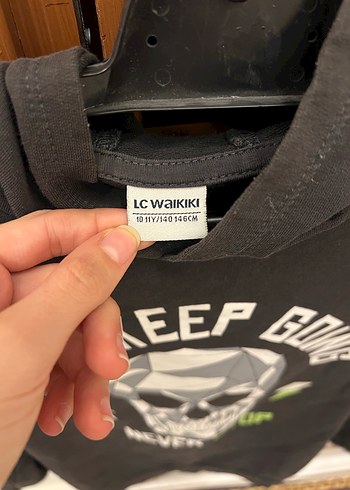 LC WAIKIKI
10 11Y/140 146CM
KEEP GOING
UP
NEVER